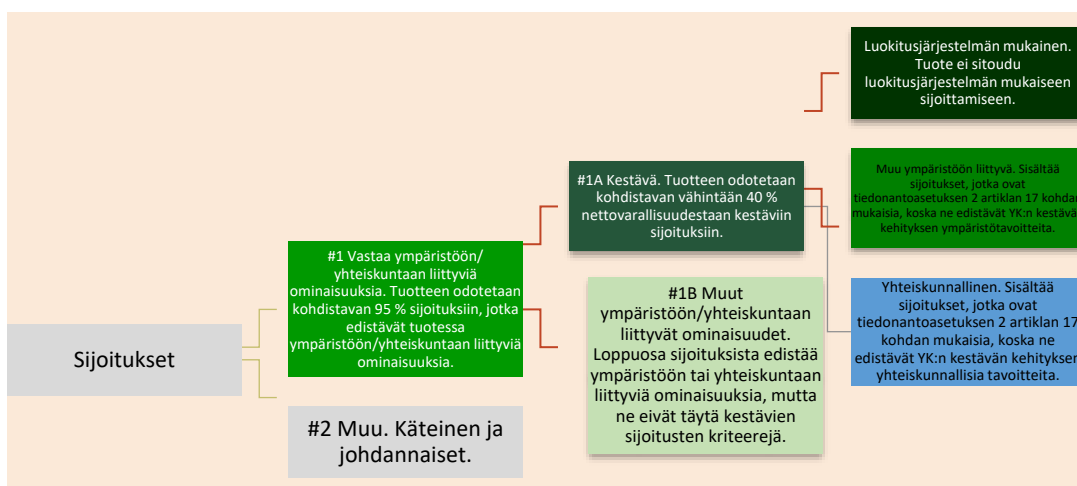 Sijoitukset
#1 Vastaa ympäristöön/
yhteiskuntaan liittyviä
ominaisuuksia. Tuotteen odotetaan
kohdistavan 95 % sijoituksiin, jotka
edistävät tuotessa
ympäristöön/yhteiskuntaan liittyviä
ominaisuuksia.
#2 Muu. Käteinen ja
johdannaiset.
#1A Kestävä. Tuotteen odotetaan
kohdistavan vähintään 40 %
nettovarallisuudestaan kestäviin
sijoituksiin.
#1B Muut
ympäristöön/yhteiskuntaan
liittyvät ominaisuudet.
Loppuosa sijoituksista edistää
ympäristöön tai yhteiskuntaan
liittyviä ominaisuuksia, mutta
ne eivät täytä kestävien
sijoitusten kriteerejä.
Luokitusjärjestelmän mukainen.
Tuote ei sitoudu
luokitusjärjestelmän mukaiseen
sijoittamiseen.
Muu ympäristöön liittyvä. Sisältää
sijoitukset, jotka ovat
tiedonantoasetuksen 2 artiklan 17 kohdan
mukaisia, koska ne edistävät YK:n kestävä
kehityksen ympäristötavoitteita.
Yhteiskunnallinen. Sisältää
sijoitukset, jotka ovat
tiedonantoasetuksen 2 artiklan 17
kohdan mukaisia, koska ne
edistävät YK:n kestävän kehityksen
yhteiskunnallisia tavoitteita.